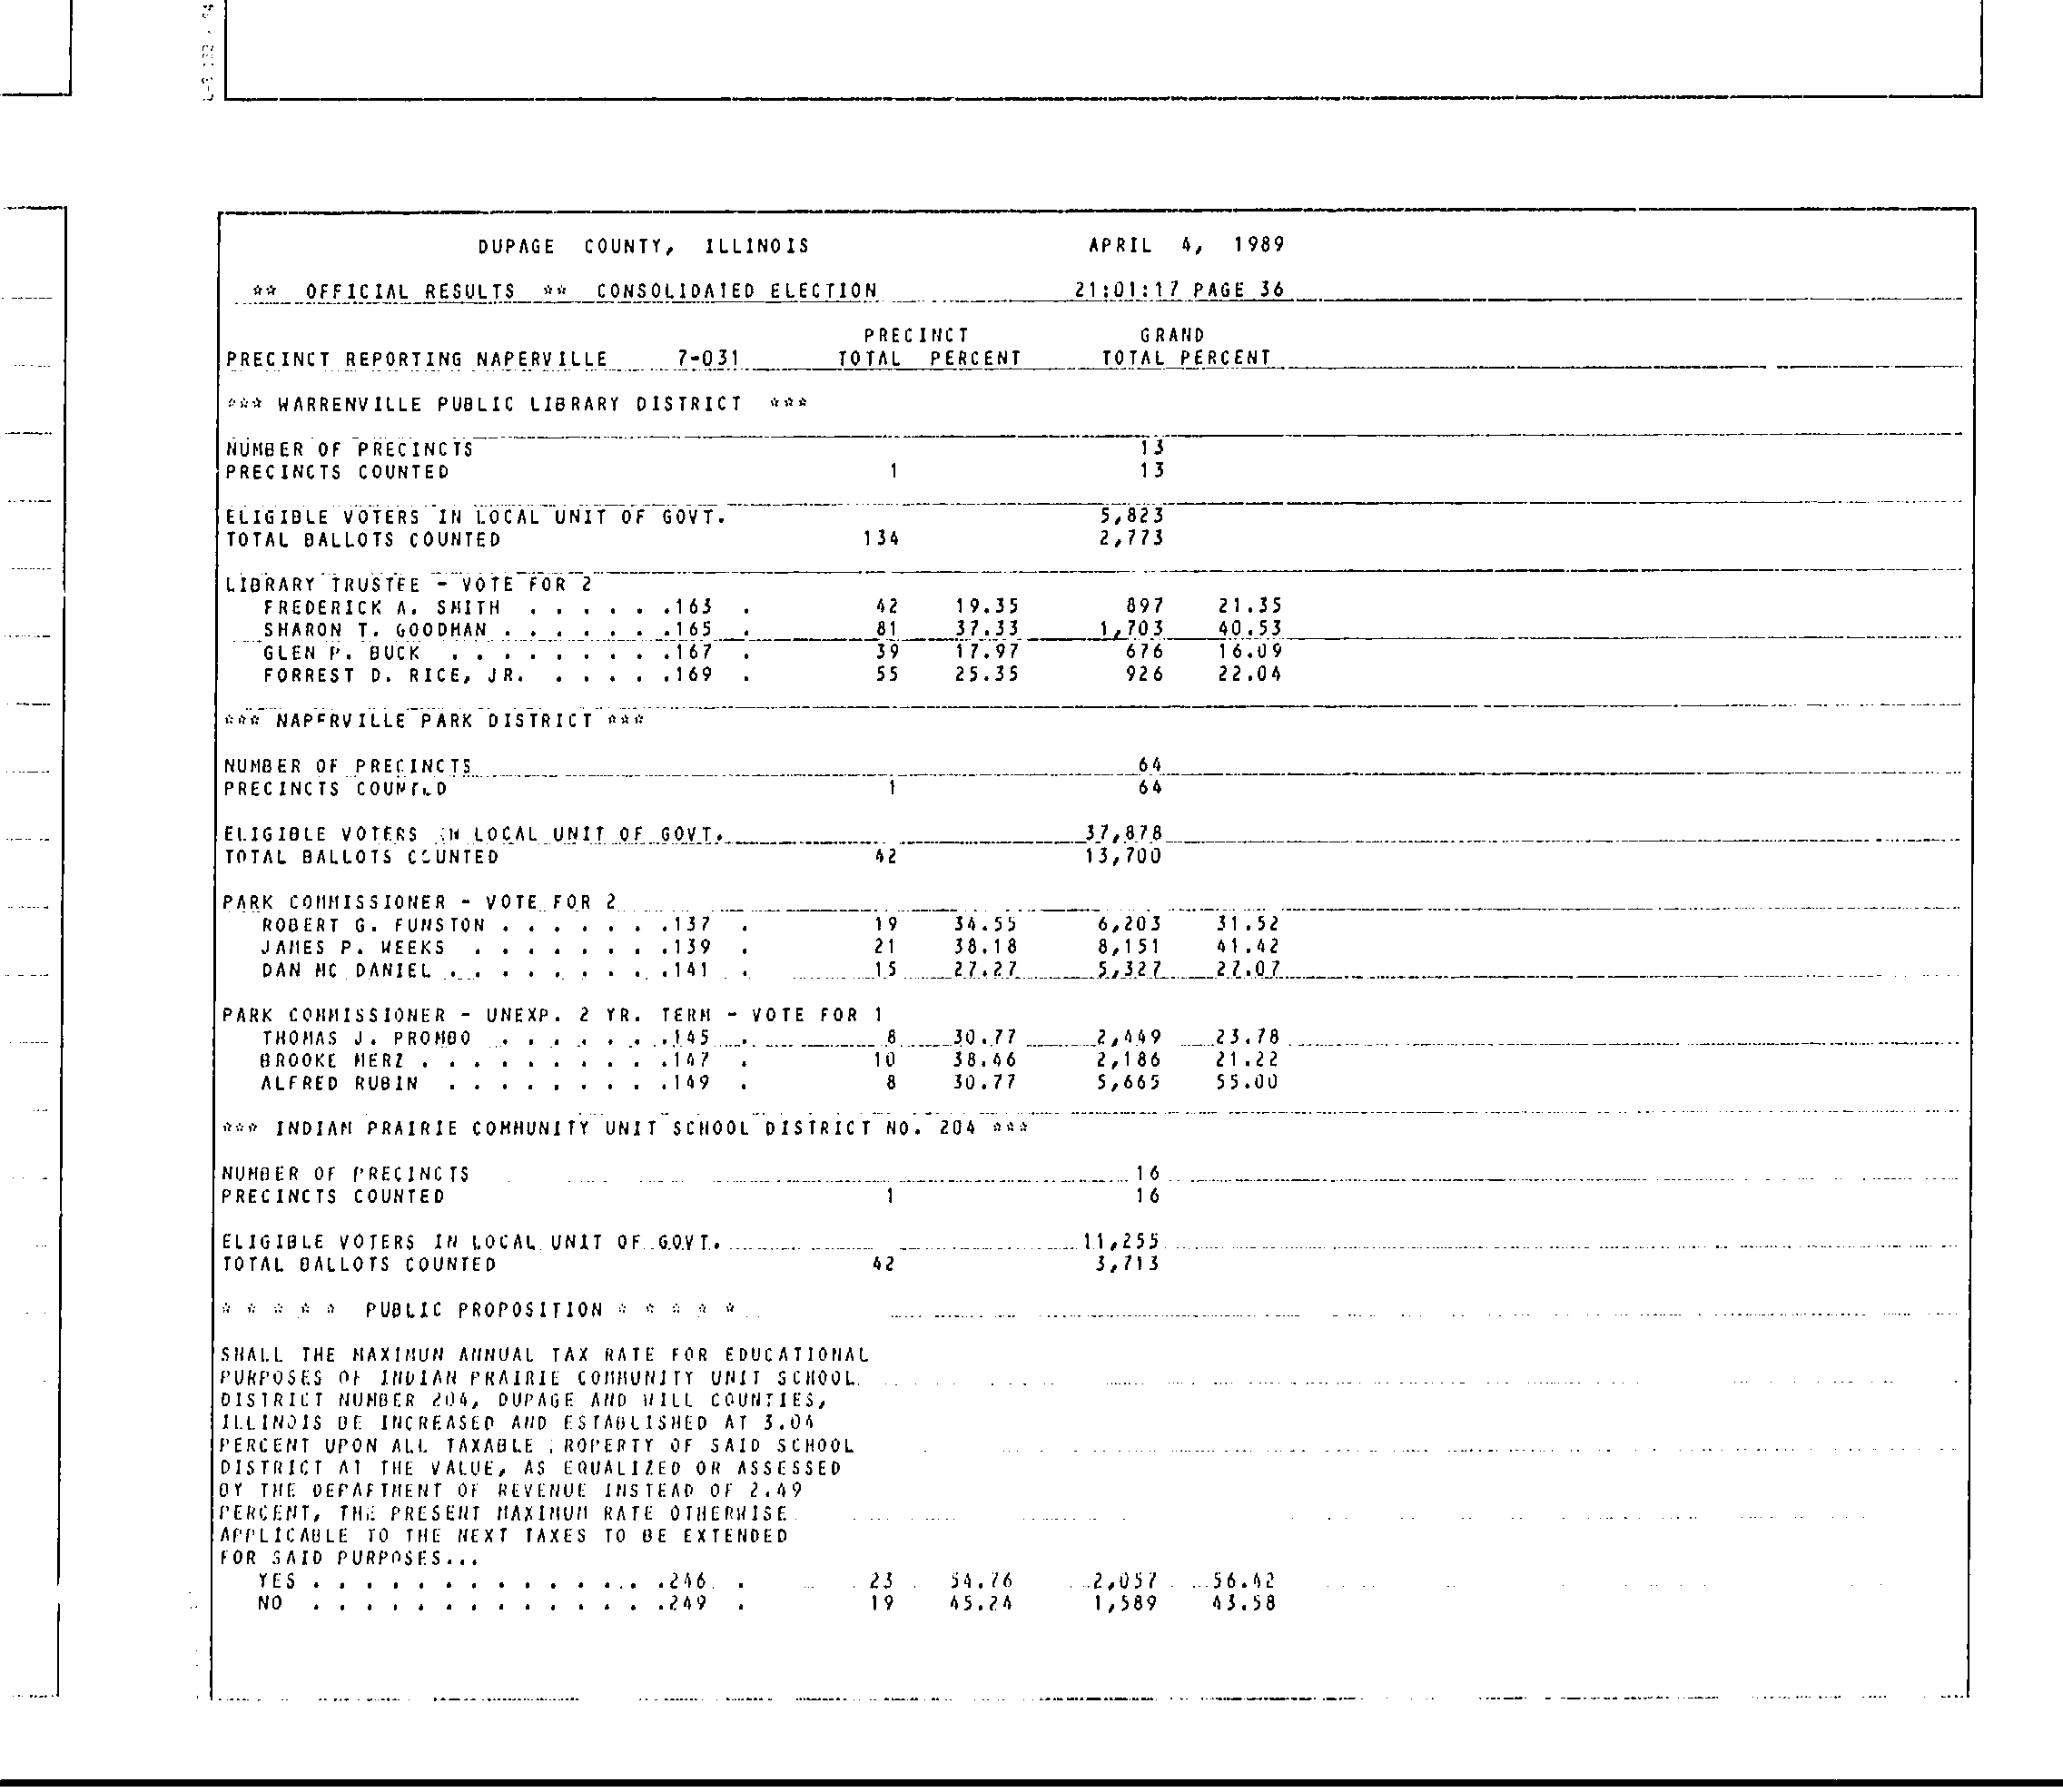 DUPAGE COUNTY, ILLINOIS APRIL 4, 1989
** OFFICIAL RESULTS ** CONSOLIDATED ELECTION 21:01:17 PAGE 36
PRECINCT GRAND
PRECINCT REPORTING NAPERVILLE 7-031 TOTAL PERCENT TOTAL PERCENT
*** WARRENVILLE PUBLIC LIBRARY DISTRICT ***
NUMBER OF PRECINCTS 13
PRECINCTS COUNTED 1 13
ELIGIBLE VOTERS IN LOCAL UNIT OF GOVT. 5,823
TOTAL BALLOTS COUNTED 134 2,773
LIBRARY TRUSTEE - VOTE FOR 2
FREDERICK A. SMITH . . . . . .163 . 42 19.35 897 21.35
SHARON T. GOODMAN . . . . . . .165 . 81 37.33 1,703 40.53
GLEN P. BUCK . . . . . . . . .167 . 39 17.97 676 16.09
FORREST D. RICE, JR. . . . . .169 . 55 25.35 926 22.04
*** NAPERVILLE PARK DISTRICT ***
NUMBER OF PRECINCTS 64
PRECINCTS COUNTED 1 64
ELIGIBLE VOTERS IN LOCAL UNIT OF GOVT. 37,878
TOTAL BALLOTS COUNTED 42 13,700
PARK COMMISSIONER - VOTE FOR 2
ROBERT G. FUNSTON . . . . . . .137 . 19 34.55 6,203 31.52
JAMES P. WEEKS . . . . . . . .139 . 21 38.18 8,151 41.42
DAN MC DANIEL . . . . . . . . .141 . 15 27.27 5,327 27.07
PARK COMMISSIONER - UNEXP. 2 YR. TERM - VOTE FOR 1
THOMAS J. PROMBO . . . . . . .145 . 8 30.77 2,449 23.78
BROOKE MERZ . . . . . . . . . .147 . 10 38.46 2,186 21.22
ALFRED RUBIN . . . . . . . . .149 . 8 30.77 5,665 55.00
*** INDIAN PRAIRIE COMMUNITY UNIT SCHOOL DISTRICT NO. 204 ***
NUMBER OF PRECINCTS 16
PRECINCTS COUNTED 1 16
ELIGIBLE VOTERS IN LOCAL UNIT OF GOVT. 11,255
TOTAL BALLOTS COUNTED 42 3,713
* * * * * PUBLIC PROPOSITION * * * * *
SHALL THE MAXIMUM ANNUAL TAX RATE FOR EDUCATIONAL
PURPOSES OF INDIAN PRAIRIE COMMUNITY UNIT SCHOOL
DISTRICT NUMBER 204, DUPAGE AND WILL COUNTIES,
ILLINOIS BE INCREASED AND ESTABLISHED AT 3.04
PERCENT UPON ALL TAXABLE PROPERTY OF SAID SCHOOL
DISTRICT AT THE VALUE, AS EQUALIZED OR ASSESSED
BY THE DEPARTMENT OF REVENUE INSTEAD OF 2.49
PERCENT, THE PRESENT MAXIMUM RATE OTHERWISE
APPLICABLE TO THE NEXT TAXES TO BE EXTENDED
FOR SAID PURPOSES...
YES . . . . . . . . . . . . . .246 . 23 54.76 2,057 56.42
NO . . . . . . . . . . . . . .249 . 19 45.24 1,589 43.58